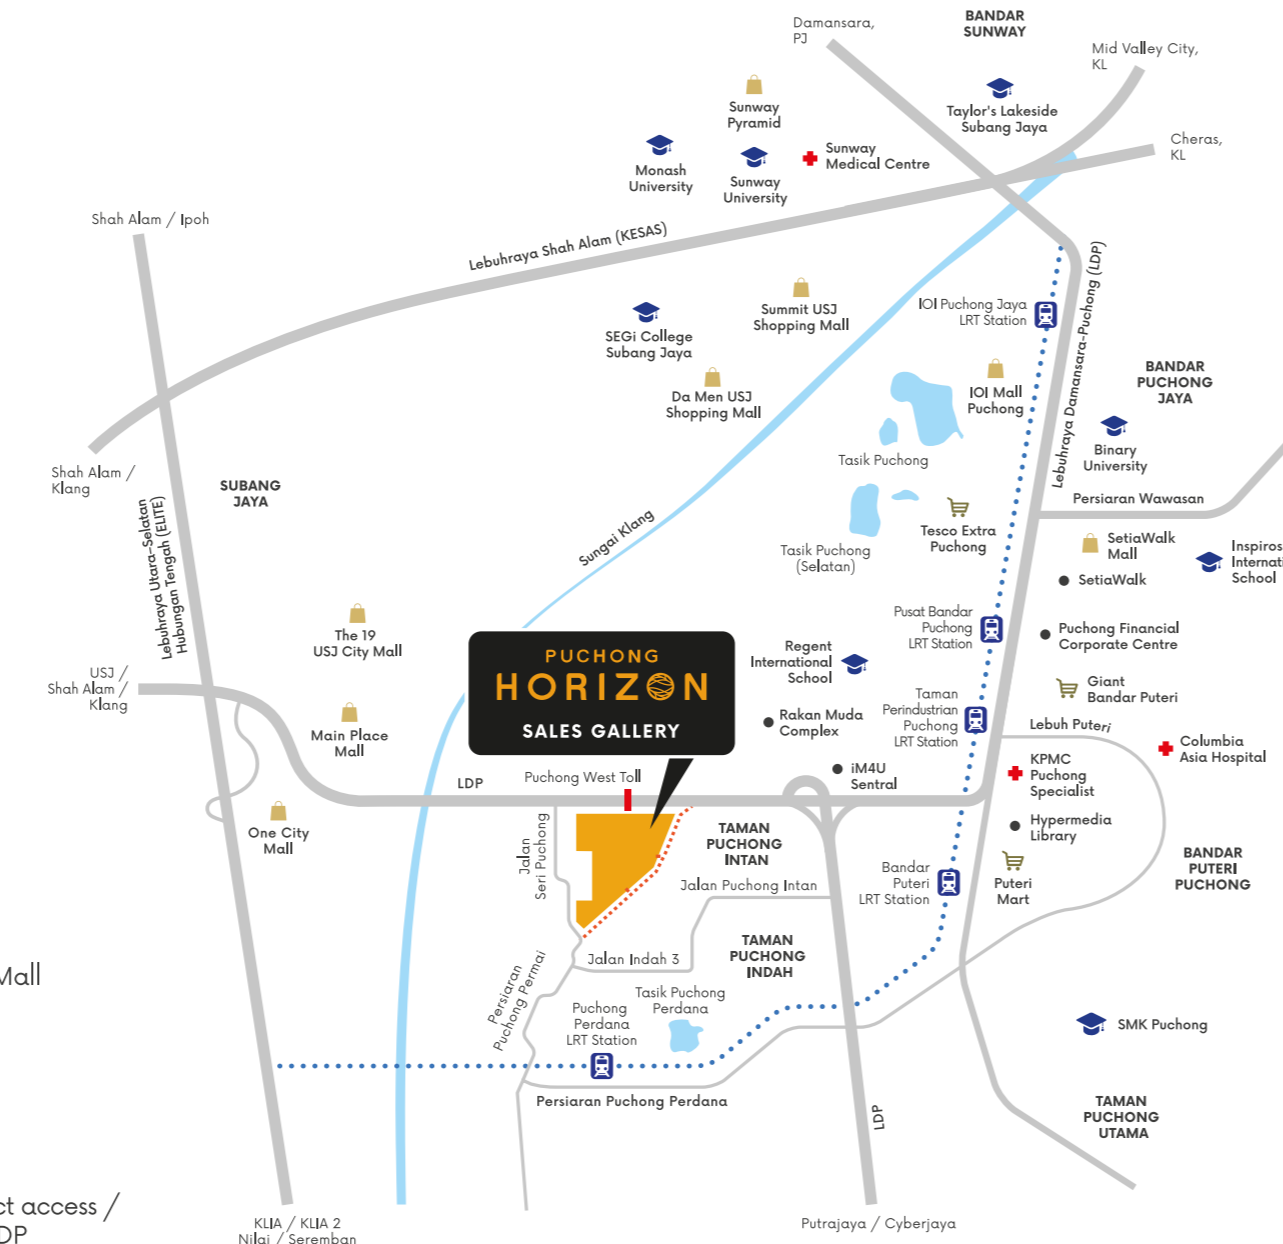 BANDAR
SUNWAY
Damansara,
PJ
Mid Valley City,
KL
Sunway
Pyramid
Taylor's Lakeside
Subang Jaya
Cheras,
KL
Monash
University
Sunway
University
Sunway
Medical Centre
Shah Alam / Ipoh
Lebuhraya Shah Alam (KESAS)
Lebuhraya Damansara-Puchong (LDP)
IOI Puchong Jaya
LRT Station
Summit USJ
Shopping Mall
SEGi College
Subang Jaya
Da Men USJ
Shopping Mall
IOI Mall
Puchong
BANDAR
PUCHONG
JAYA
Binary
University
Tasik Puchong
Shah Alam /
Klang
SUBANG
JAYA
Persiaran Wawasan
Lebuhraya Utara-Selatan
Hubungan Tengah (ELITE)
Sungai Klang
Tasik Puchong
(Selatan)
Tesco Extra
Puchong
SetiaWalk
Mall
SetiaWalk
Inspiros
Internati
School
The 19
USJ City Mall
Pusat Bandar
Puchong
LRT Station
Puchong Financial
Corporate Centre
PUCHONG
HORIZON
SALES GALLERY
Regent
International
School
USJ /
Shah Alam /
Klang
Giant
Bandar Puteri
Main Place
Mall
Rakan Muda
Complex
Taman
Perindustrian
Puchong
LRT Station
Lebuh Puteri
Columbia
Asia Hospital
LDP
Puchong West Toll
iM4U
Sentral
KPMC
Puchong
Specialist
One City
Mall
Jalan
Seri Puchong
TAMAN
PUCHONG
INTAN
Hypermedia
Library
Jalan Puchong Intan
Bandar
Puteri
LRT Station
Puteri
Mart
BANDAR
PUTERI
PUCHONG
Mall
Persiaran
Puchong Permai
Jalan Indah 3
TAMAN
PUCHONG
INDAH
Tasik Puchong
Perdana
Puchong
Perdana
LRT Station
SMK Puchong
Persiaran Puchong Perdana
LDP
TAMAN
PUCHONG
UTAMA
ct access /
DP
KLIA / KLIA 2
Nilai / Seremban
Putrajaya / Cyberjaya